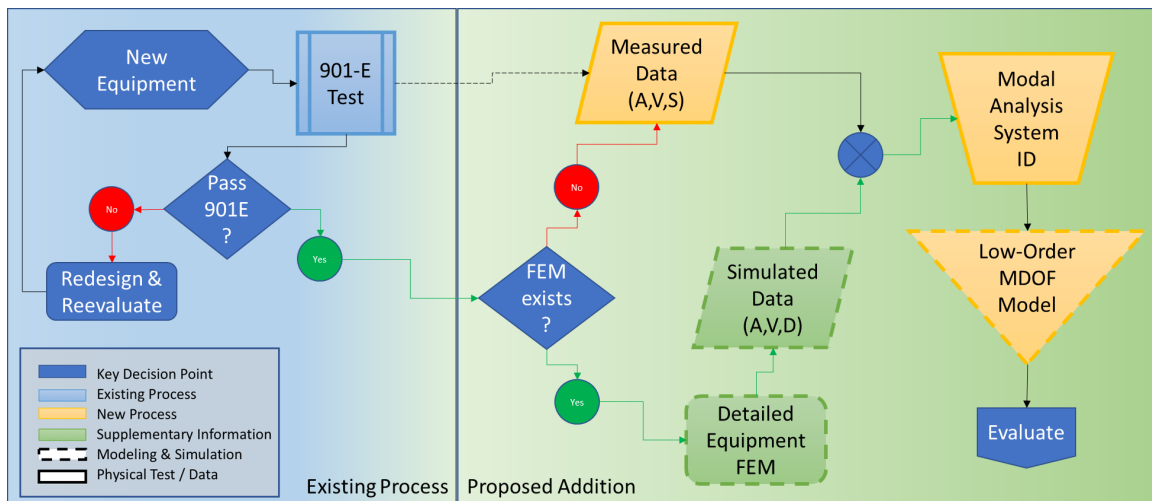 New
Equipment
901-E
Test
Pass
901E
?
No
Yes
Redesign &
Reevaluate
Measured
Data
(A,V,S)
No
FEM
exists
?
Yes
Simulated
Data
(A,V,D)
Detailed
Equipment
FEM
Modal
Analysis
System
ID
Low-Order
MDOF
Model
Evaluate
Key Decision Point
Existing Process
New Process
Supplementary Information
Modeling & Simulation
Physical Test / Data
Existing Process
Proposed Addition